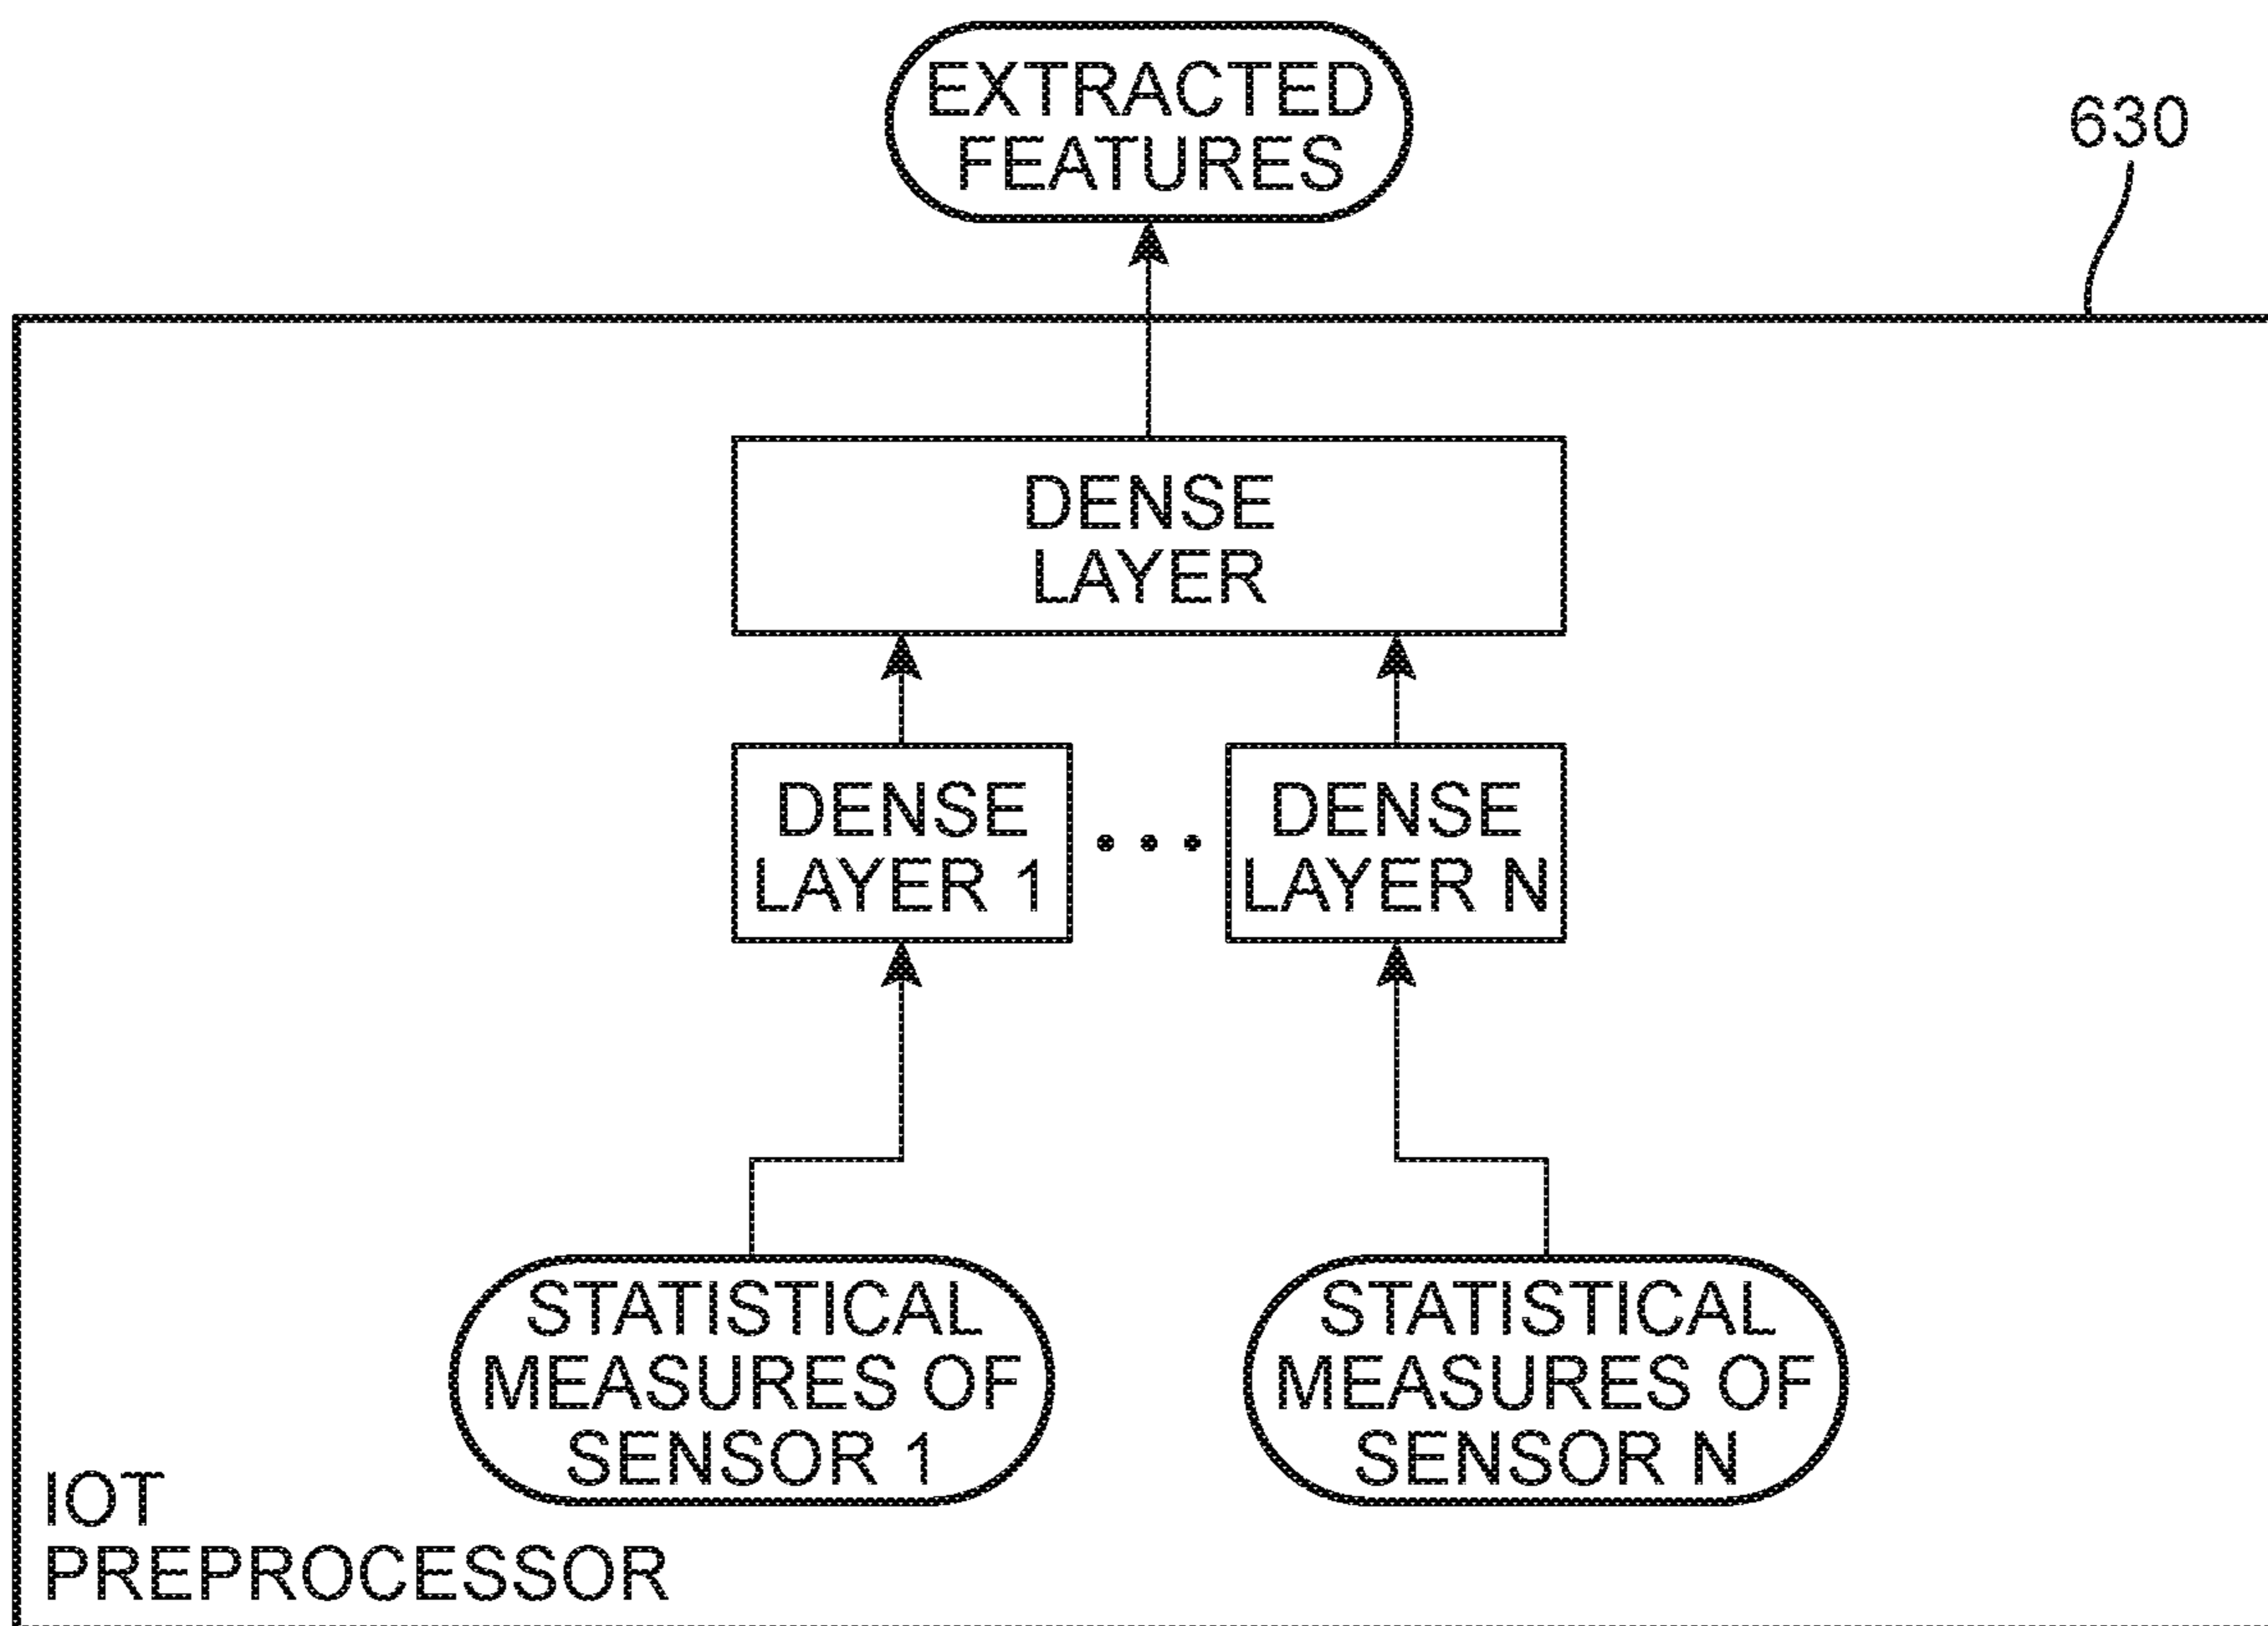 EXTRACTED
FEATURES
630
DENSE
LAYER
DENSE
LAYER 1
DENSE
LAYER N
STATISTICAL
MEASURES OF
SENSOR 1
STATISTICAL
MEASURES OF
SENSOR N
IOT
PREPROCESSOR